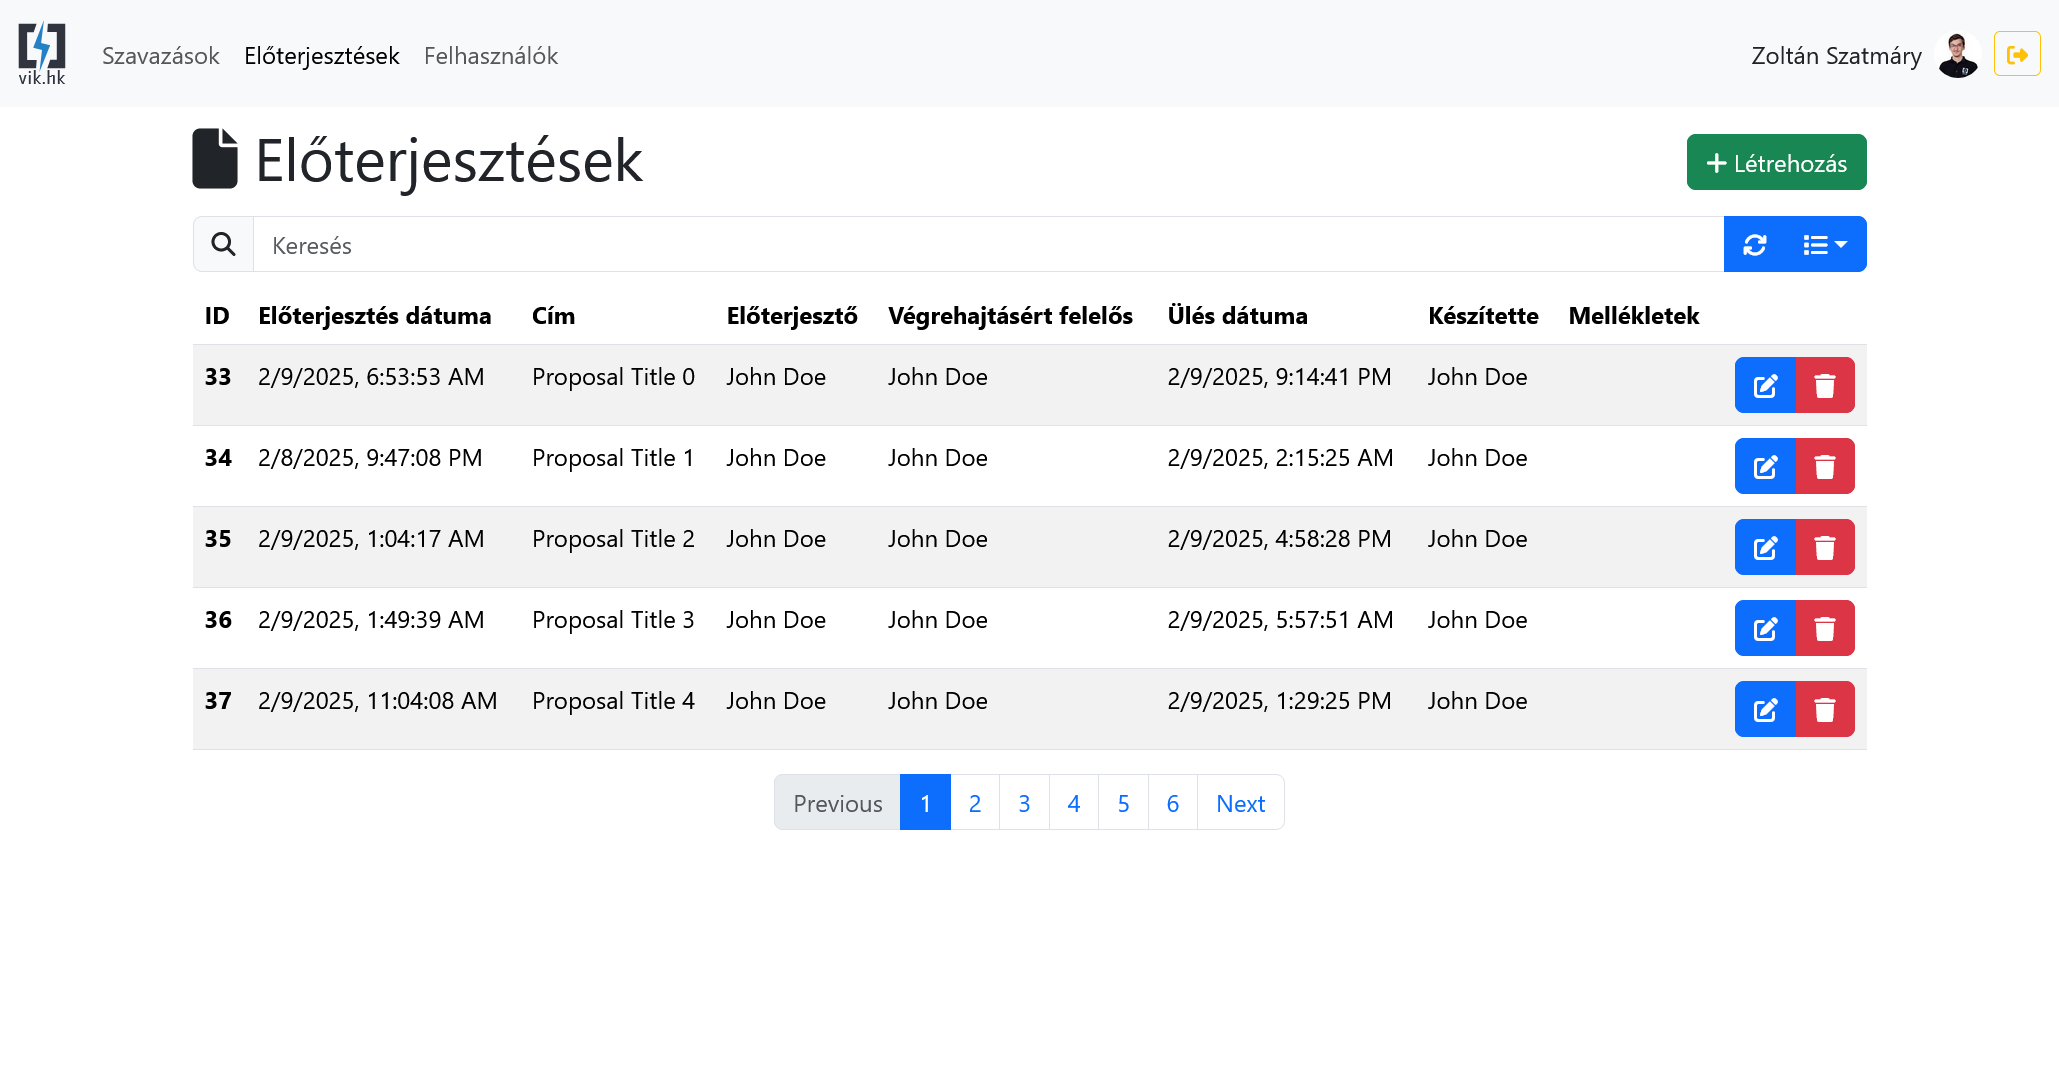 vik.hk
Szavazások Előterjesztések Felhasználók
Zoltán Szatmáry
Előterjesztések
Létrehozás
Keresés
ID Előterjesztés dátuma Cím Előterjesztő Végrehajtásért felelős Ülés dátuma Készítette Mellékletek
33 2/9/2025, 6:53:53 AM Proposal Title 0 John Doe John Doe 2/9/2025, 9:14:41 PM John Doe
34 2/8/2025, 9:47:08 PM Proposal Title 1 John Doe John Doe 2/9/2025, 2:15:25 AM John Doe
35 2/9/2025, 1:04:17 AM Proposal Title 2 John Doe John Doe 2/9/2025, 4:58:28 PM John Doe
36 2/9/2025, 1:49:39 AM Proposal Title 3 John Doe John Doe 2/9/2025, 5:57:51 AM John Doe
37 2/9/2025, 11:04:08 AM Proposal Title 4 John Doe John Doe 2/9/2025, 1:29:25 PM John Doe
Previous 1 2 3 4 5 6 Next